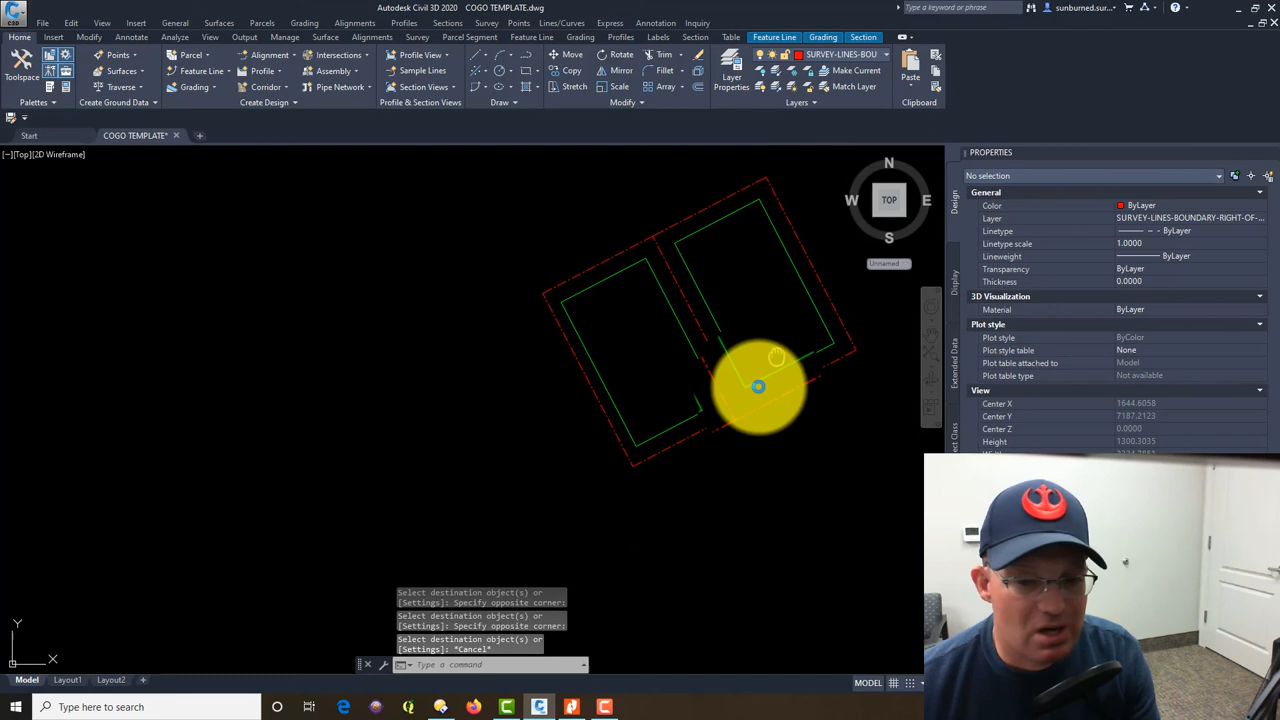 Autodesk Civil 3D 2020 COGO TEMPLATE.dwg
Type a keyword or phrase
sunburned.sur...
C3D
File Edit View Insert General Survey Points Surfaces Lines/Curves Parcels Grading Alignments Profiles Corridors Sections Pipes Express Annotation Inquiry
Home Insert Annotate Modify Analyze View Output Manage Surface Alignments Survey Parcel Segment Feature Line Grading Profiles Labels Section Table Feature Line Grading Section
Toolspace
Points
Surfaces
Traverse
Parcel
Feature Line
Grading
Alignment
Profile
Corridor
Intersections
Assembly
Pipe Network
Profile View
Sample Lines
Section Views
Move Rotate Trim
Copy Mirror Fillet
Stretch Scale Array
Layer Properties
SURVEY-LINES-BOU
Make Current
Match Layer
Paste
Palettes Create Ground Data Create Design Profile & Section Views Draw Modify Layers Clipboard
Start COGO TEMPLATE*
[−][Top][2D Wireframe]
N
W TOP E
S
Unnamed
PROPERTIES
No selection
General
Color ByLayer
Layer SURVEY-LINES-BOUNDARY-RIGHT-OF-...
Linetype ByLayer
Linetype scale 1.0000
Lineweight ByLayer
Transparency ByLayer
Thickness 0.0000
3D Visualization
Material ByLayer
Plot style
Plot style ByColor
Plot style table None
Plot table attached to Model
Plot table type Not available
View
Center X 1644.6058
Center Y 7187.2123
Center Z 0.0000
Height 1300.3035
Design
Display
Extended Data
Select destination object(s) or
[Settings]: Specify opposite corner:
Select destination object(s) or
[Settings]: Specify opposite corner:
Select destination object(s) or
[Settings]: *Cancel*
Type a command
Y
X
Model Layout1 Layout2
MODEL
Type here to search